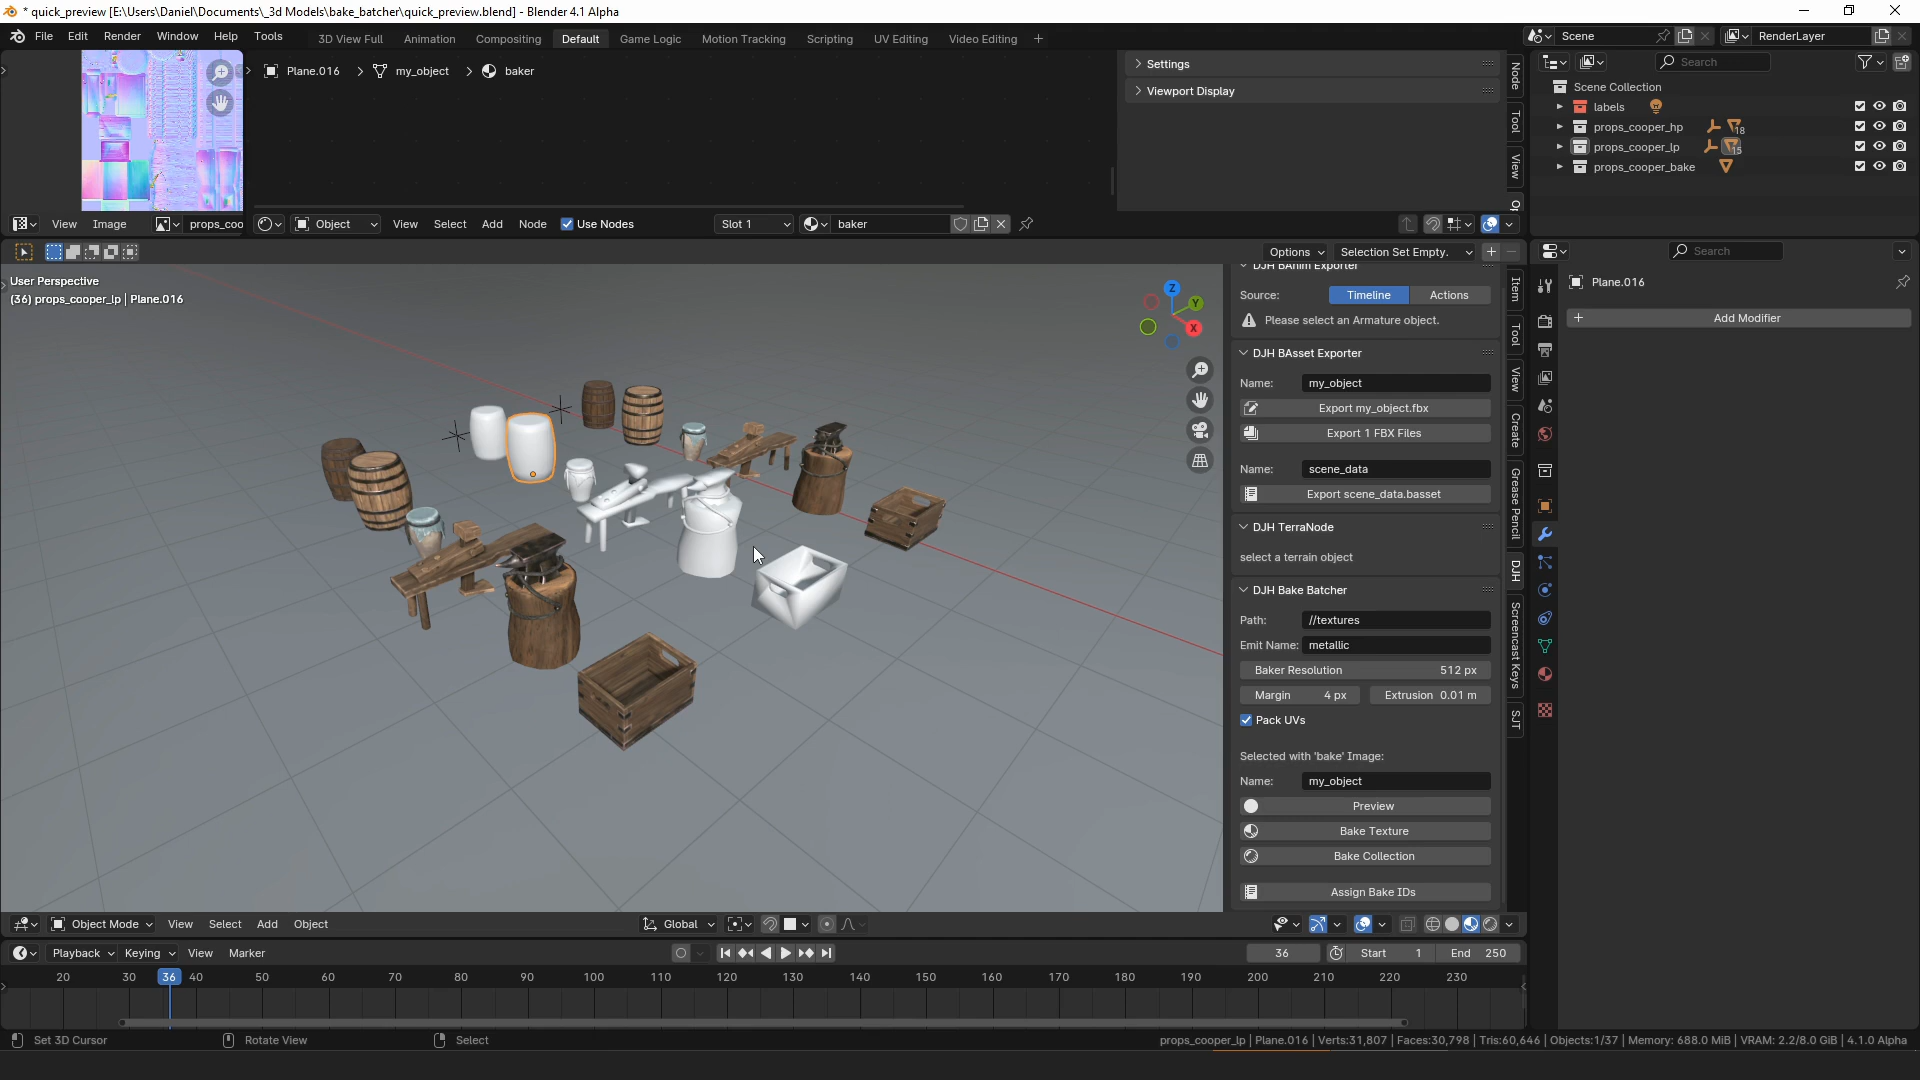 * quick_preview [E:\Users\Daniel\Documents\_3d Models\bake_batcher\quick_preview.blend] - Blender 4.1 Alpha
File Edit Render Window Help Tools 3D View Full Animation Compositing Default Game Logic Motion Tracking Scripting UV Editing Video Editing + Scene RenderLayer
Plane.016 > my_object > baker
Settings
Viewport Display
Node
Tool
View
Op
Search
Scene Collection
labels
props_cooper_hp 18
props_cooper_lp 15
props_cooper_bake
View Image props_coo Object View Select Add Node Use Nodes Slot 1 baker
Options Selection Set Empty.
Search
User Perspective
(36) props_cooper_lp | Plane.016
Z
Y
X
DJH BAnim Exporter
Source: Timeline Actions
Please select an Armature object.
DJH BAsset Exporter
Name: my_object
Export my_object.fbx
Export 1 FBX Files
Name: scene_data
Export scene_data.basset
DJH TerraNode
select a terrain object
DJH Bake Batcher
Path: //textures
Emit Name: metallic
Baker Resolution 512 px
Margin 4 px Extrusion 0.01 m
Pack UVs
Selected with 'bake' Image:
Name: my_object
Preview
Bake Texture
Bake Collection
Assign Bake IDs
Item
Tool
View
Create
Grease Pencil
DJH
Screencast Keys
SJT
Plane.016
+ Add Modifier
Object Mode View Select Add Object Global
Playback Keying View Marker 36 Start 1 End 250
20 30 36 40 50 60 70 80 90 100 110 120 130 140 150 160 170 180 190 200 210 220 230
Set 3D Cursor Rotate View Select props_cooper_lp | Plane.016 | Verts:31,807 | Faces:30,798 | Tris:60,646 | Objects:1/37 | Memory: 688.0 MiB | VRAM: 2.2/8.0 GiB | 4.1.0 Alpha